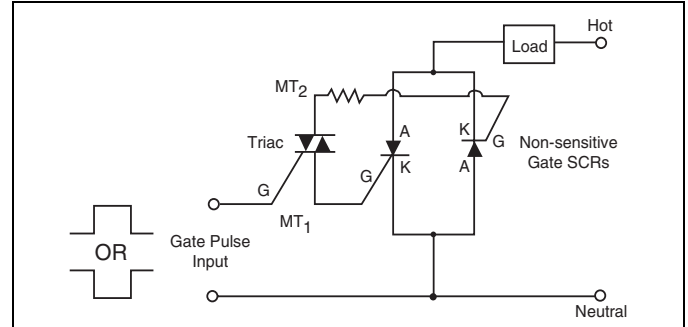 Hot
Load
MT2
Triac
A
K
G
Non-sensitive
Gate SCRs
G
K
A
G
MT1
OR
Gate Pulse
Input
Neutral